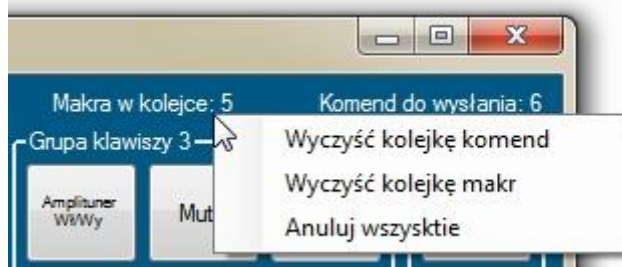 Makra w kolejce: 5 Komend do wysłania: 6
Grupa klawiszy 3
Wyczyść kolejkę komend
Amplituner
Wł/Wy
Mut
Wyczyść kolejkę makr
Anuluj wszysktie